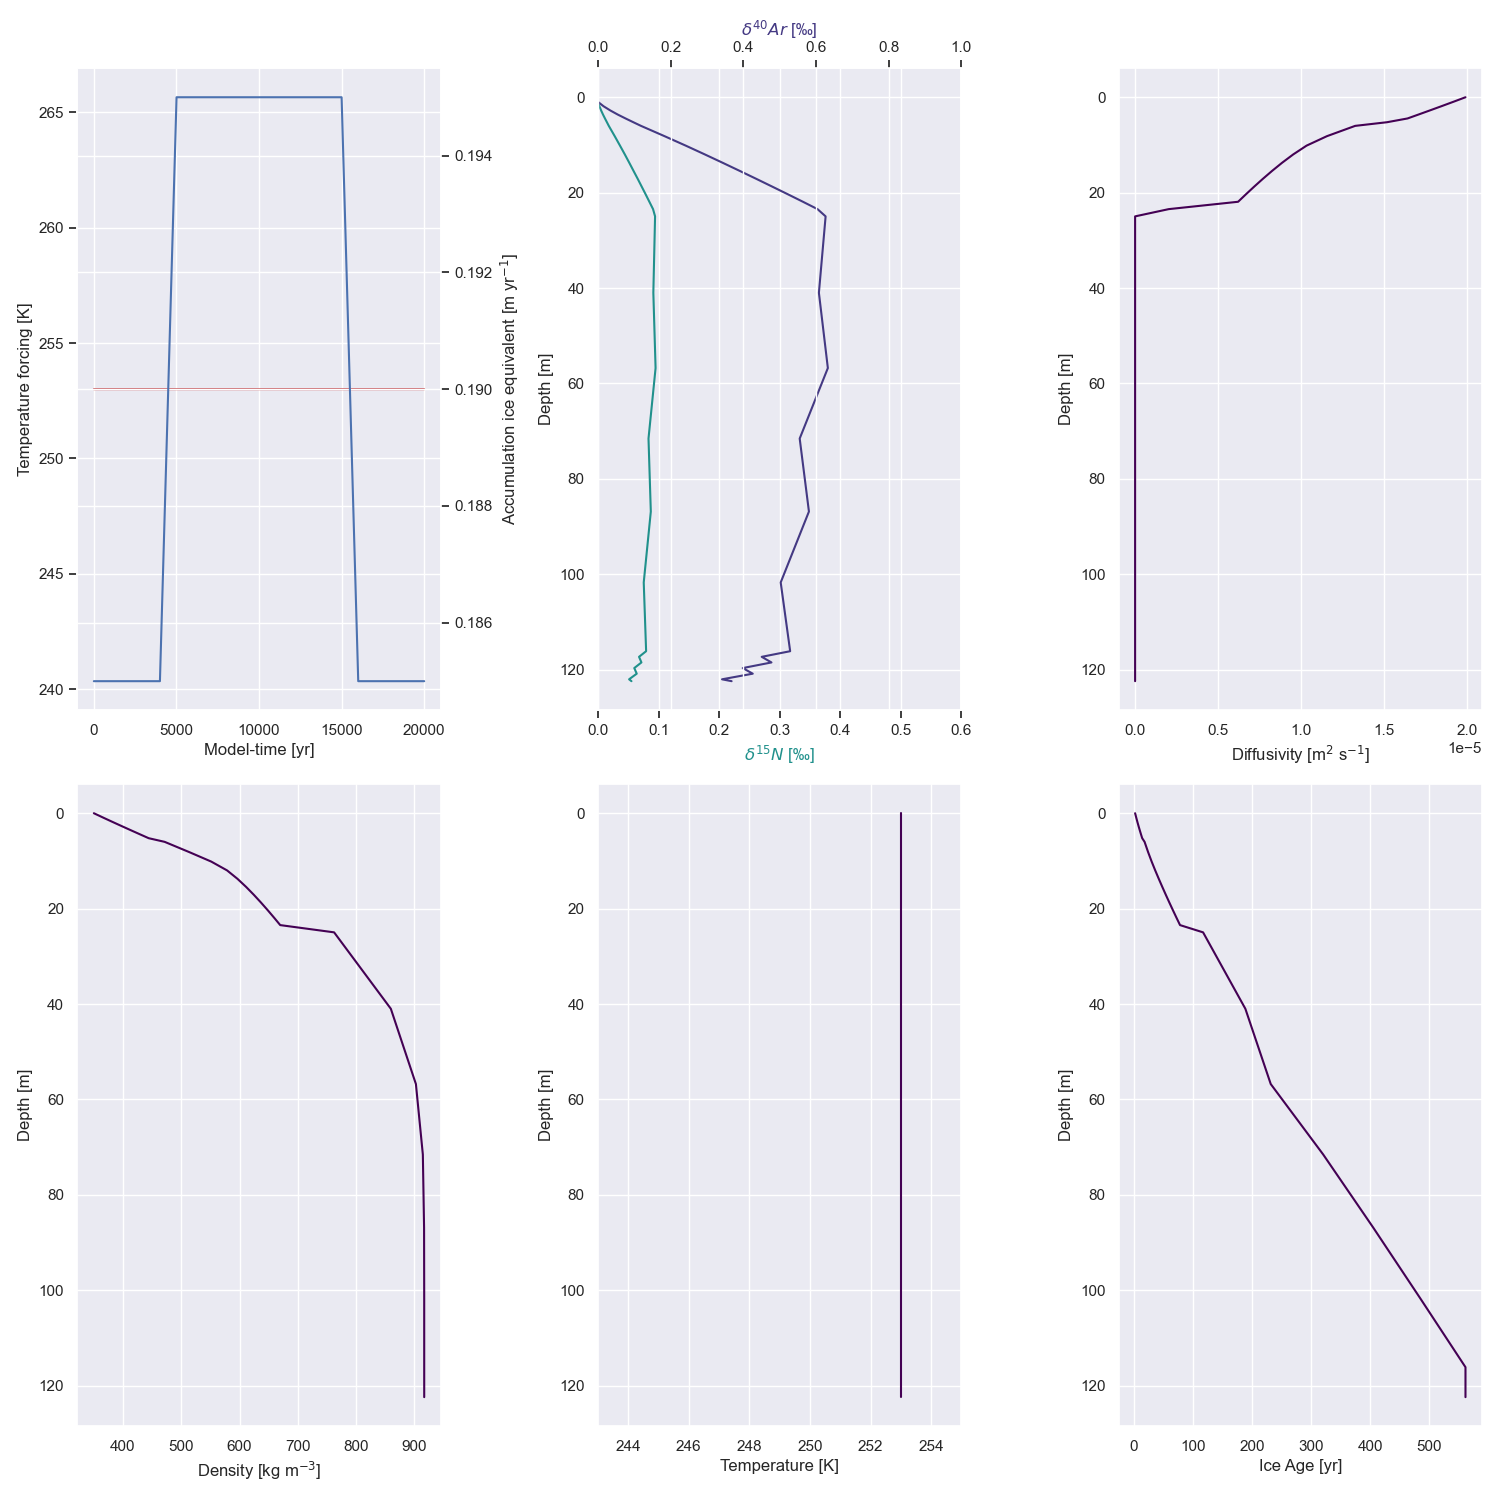 δ⁴⁰Ar [‰]
0.0 0.2 0.4 0.6 0.8 1.0
265
260
255
250
245
240
Temperature forcing [K]
0 5000 10000 15000 20000
Model-time [yr]
0.194
0.192
0.190
0.188
0.186
Accumulation ice equivalent [m yr⁻¹]
0
20
40
60
80
100
120
Depth [m]
0.0 0.1 0.2 0.3 0.4 0.5 0.6
δ¹⁵N [‰]
0
20
40
60
80
100
120
Depth [m]
0.0 0.5 1.0 1.5 2.0
1e−5
Diffusivity [m² s⁻¹]
0
20
40
60
80
100
120
Depth [m]
400 500 600 700 800 900
Density [kg m⁻³]
0
20
40
60
80
100
120
Depth [m]
244 246 248 250 252 254
Temperature [K]
0
20
40
60
80
100
120
Depth [m]
0 100 200 300 400 500
Ice Age [yr]